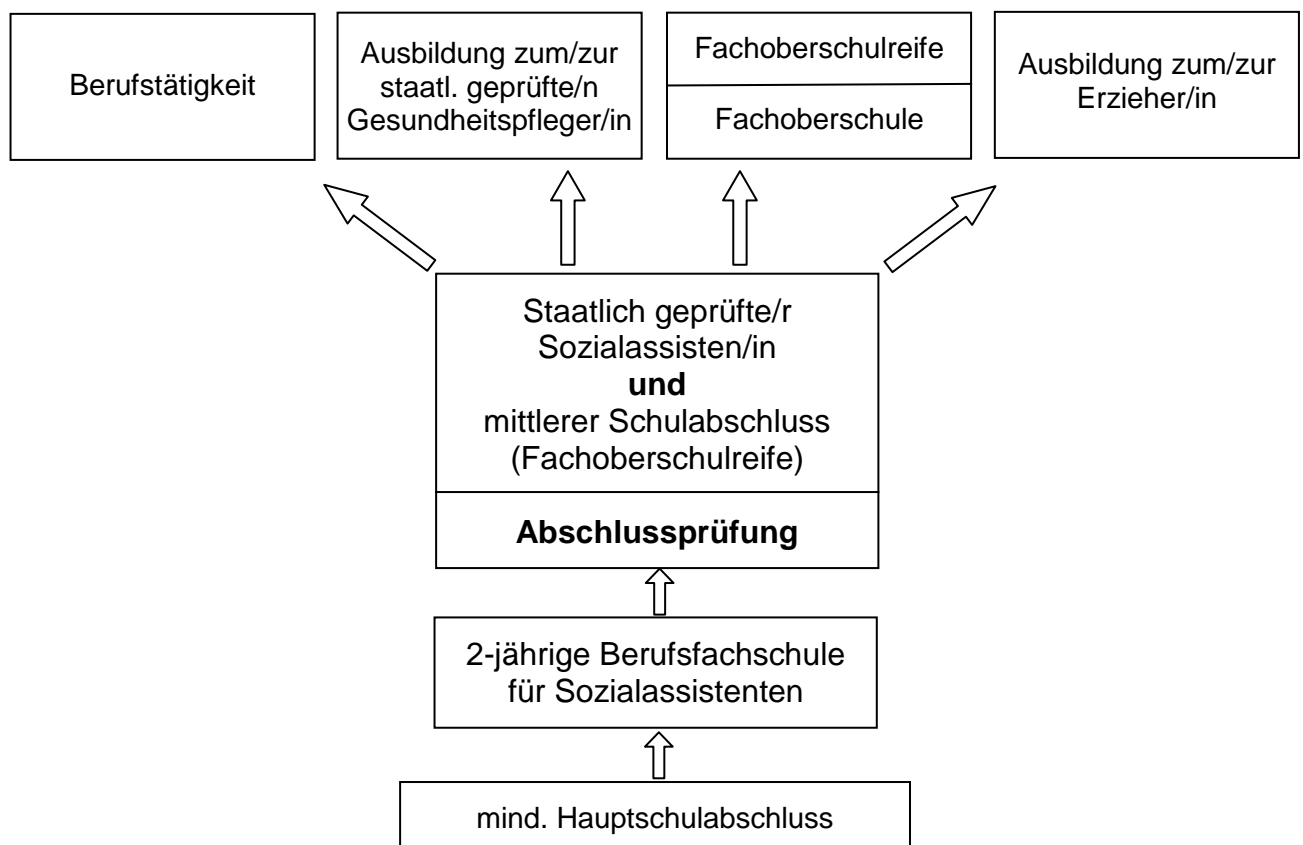 Berufstätigkeit
Ausbildung zum/zur
staatl. geprüfte/n
Gesundheitspfleger/in
Fachoberschulreife
Fachoberschule
Ausbildung zum/zur
Erzieher/in
Staatlich geprüfte/r
Sozialassisten/in
und
mittlerer Schulabschluss
(Fachoberschulreife)
Abschlussprüfung
2-jährige Berufsfachschule
für Sozialassistenten
mind. Hauptschulabschluss